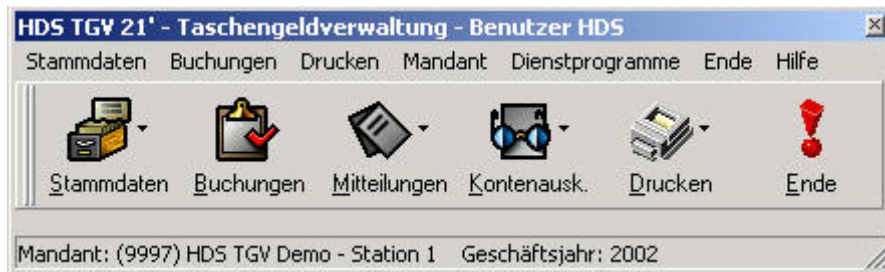 HDS TGV 21' - Taschengeldverwaltung - Benutzer HDS
Stammdaten Buchungen Drucken Mandant Dienstprogramme Ende Hilfe
Stammdaten Buchungen Mitteilungen Kontenausk. Drucken Ende
Mandant: (9997) HDS TGV Demo - Station 1 Geschäftsjahr: 2002